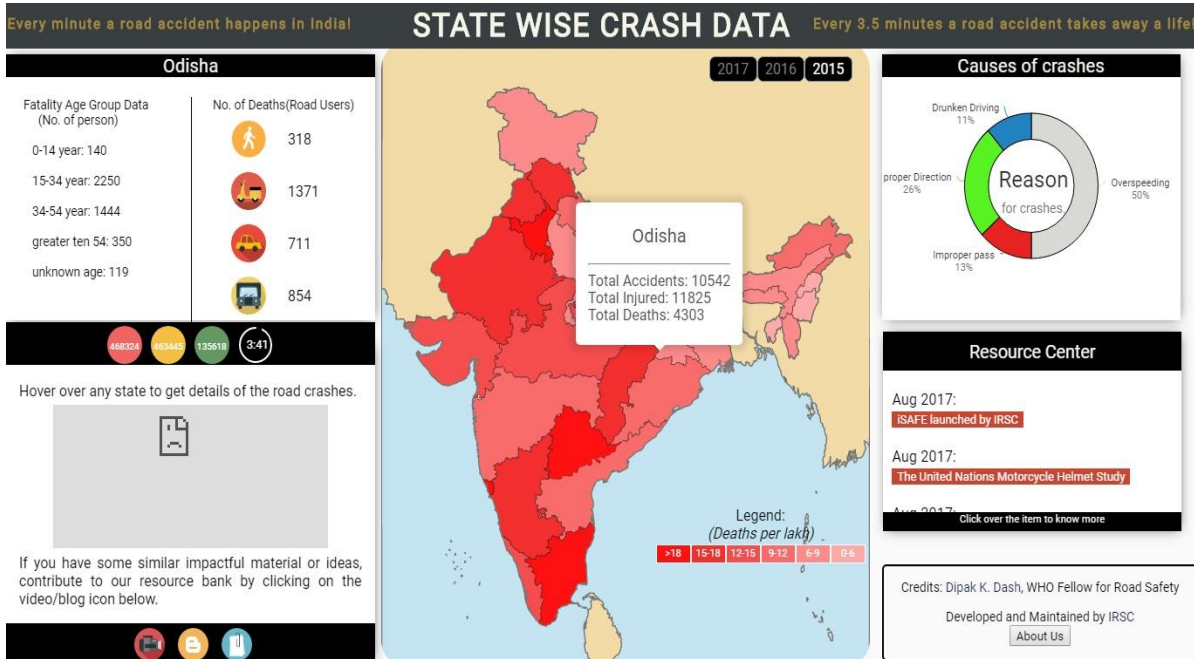 Every minute a road accident happens in India!
STATE WISE CRASH DATA
Every 3.5 minutes a road accident takes away a life!
Odisha
Fatality Age Group Data
(No. of person)
0-14 year: 140
15-34 year: 2250
34-54 year: 1444
greater ten 54: 350
unknown age: 119
No. of Deaths(Road Users)
318
1371
711
854
468324 463445 135618 3:41
Hover over any state to get details of the road crashes.
If you have some similar impactful material or ideas,
contribute to our resource bank by clicking on the
video/blog icon below.
2017 2016 2015
Odisha
Total Accidents: 10542
Total Injured: 11825
Total Deaths: 4303
Legend:
(Deaths per lakh)
>18 15-18 12-15 9-12 6-9 0-6
Causes of crashes
Drunken Driving
11%
proper Direction
26%
Reason
for crashes.
Overspeeding
50%
Improper pass
13%
Resource Center
Aug 2017:
iSAFE launched by IRSC
Aug 2017:
The United Nations Motorcycle Helmet Study
Aug 2017:
Click over the item to know more
Credits: Dipak K. Dash, WHO Fellow for Road Safety
Developed and Maintained by IRSC
About Us